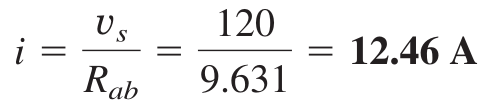 i = v_s / R_ab = 120 / 9.631 = 12.46 A